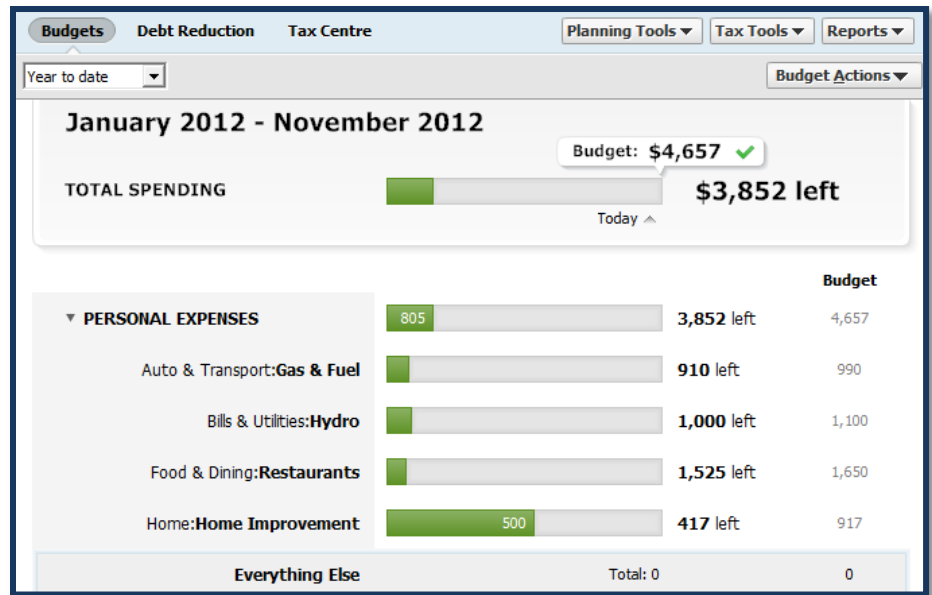 Budgets Debt Reduction Tax Centre Planning Tools Tax Tools Reports
Year to date Budget Actions
January 2012 - November 2012
Budget: $4,657
TOTAL SPENDING $3,852 left
Today
Budget
PERSONAL EXPENSES 805 3,852 left 4,657
Auto & Transport:Gas & Fuel 910 left 990
Bills & Utilities:Hydro 1,000 left 1,100
Food & Dining:Restaurants 1,525 left 1,650
Home:Home Improvement 500 417 left 917
Everything Else Total: 0 0